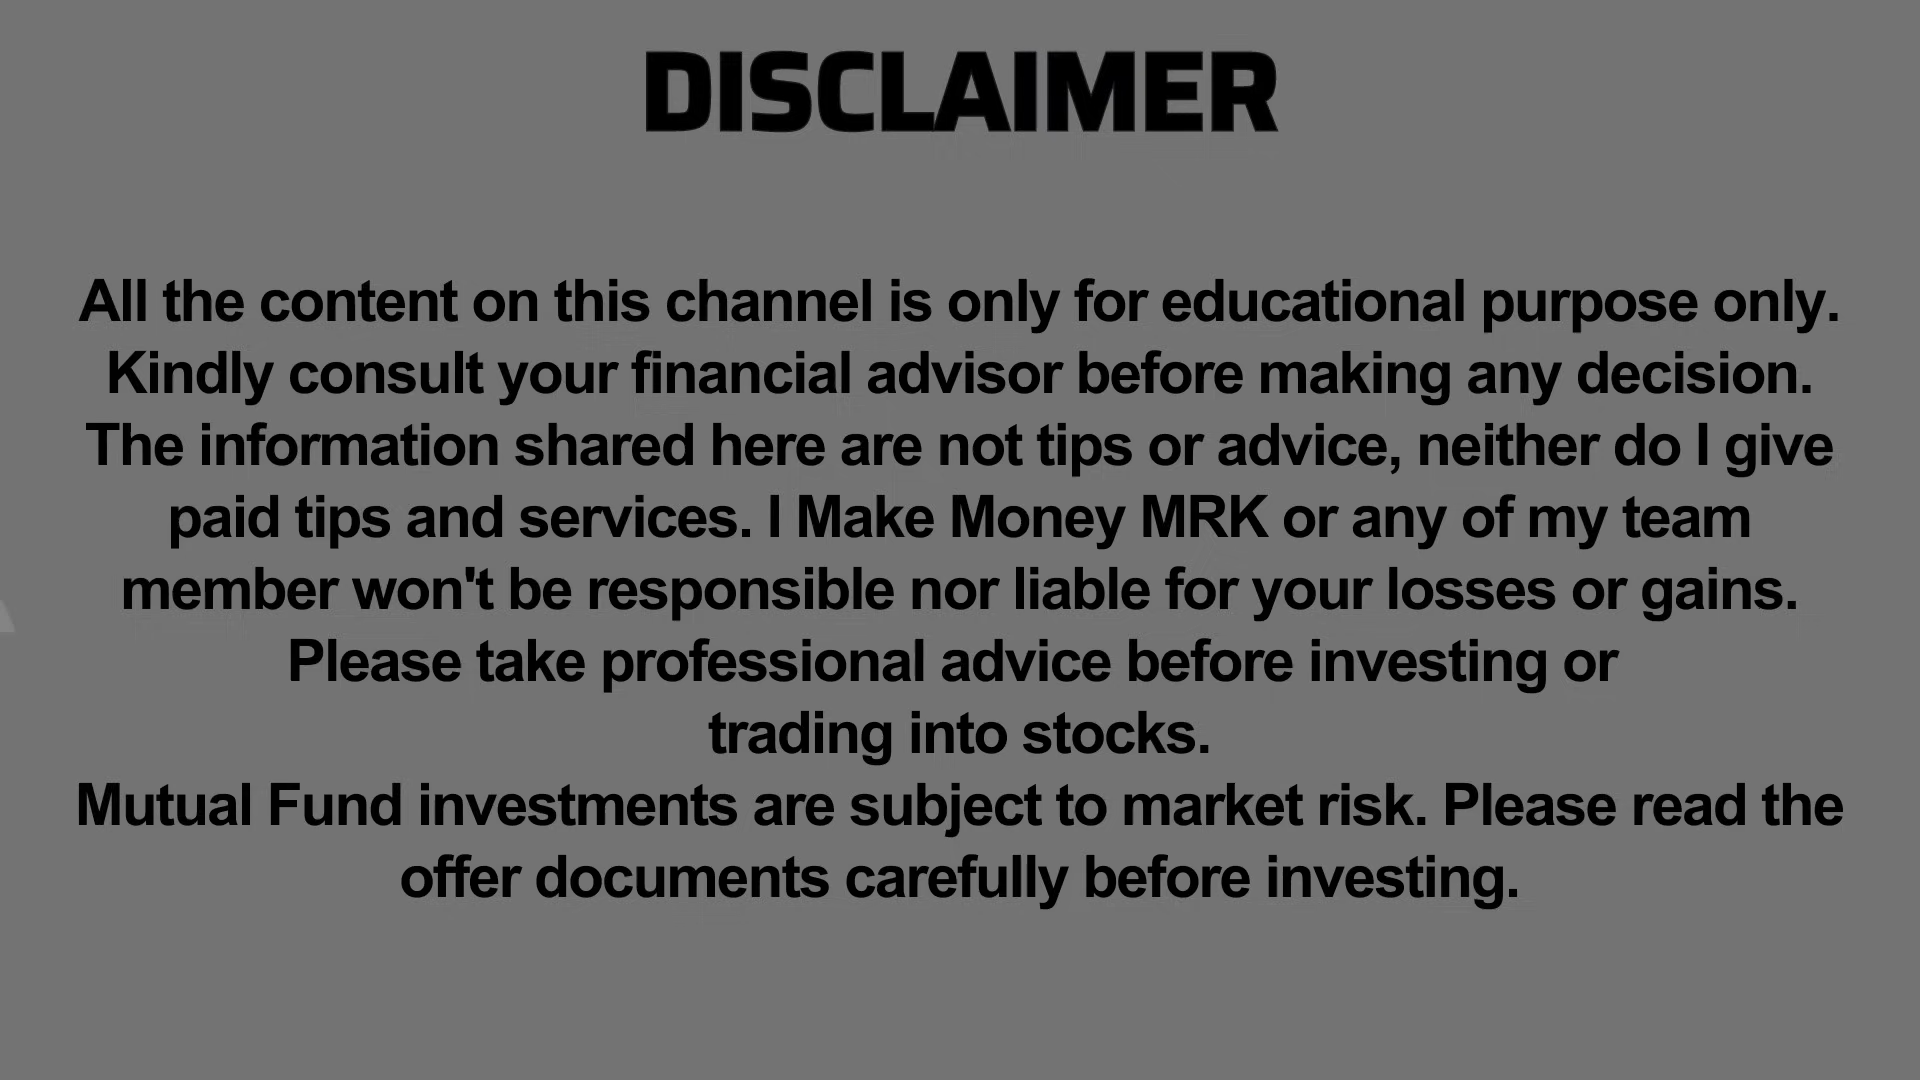 DISCLAIMER
All the content on this channel is only for educational purpose only.
Kindly consult your financial advisor before making any decision.
The information shared here are not tips or advice, neither do I give
paid tips and services. I Make Money MRK or any of my team
member won't be responsible nor liable for your losses or gains.
Please take professional advice before investing or
trading into stocks.
Mutual Fund investments are subject to market risk. Please read the
offer documents carefully before investing.